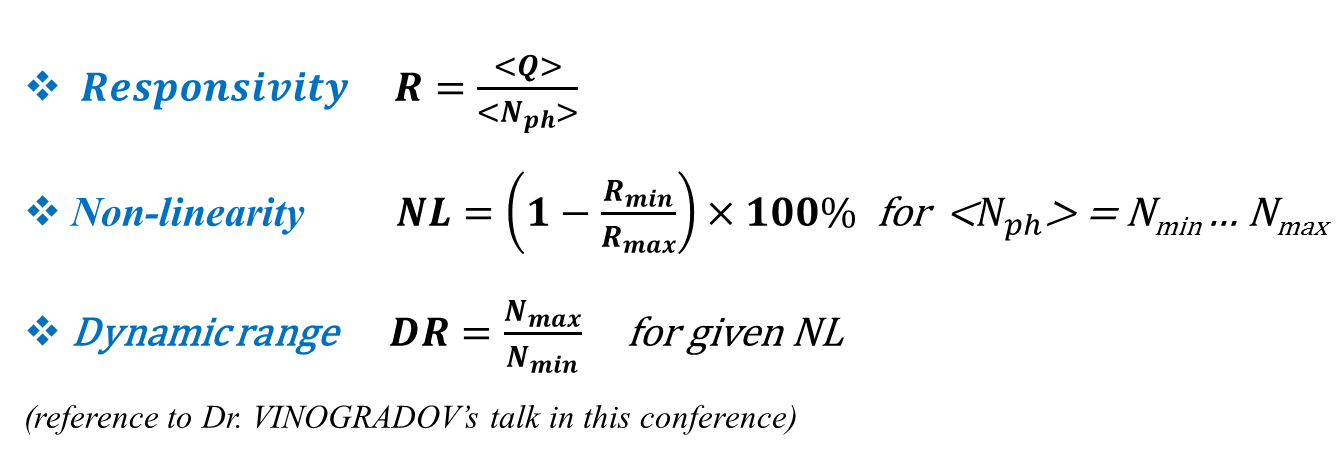 ❖ Responsivity R = <Q> / <N_ph>
❖ Non-linearity NL = (1 − R_min / R_max) × 100% for <N_ph> = N_min … N_max
❖ Dynamic range DR = N_max / N_min for given NL
(reference to Dr. VINOGRADOV’s talk in this conference)